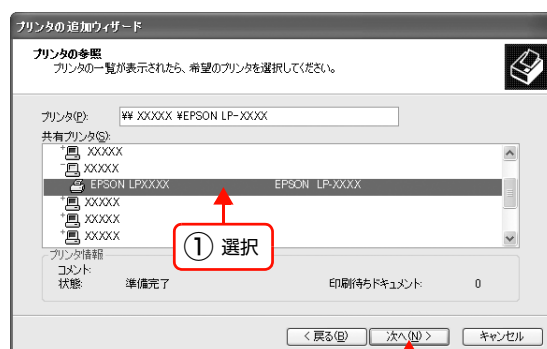 プリンタの追加ウィザード
プリンタの参照
プリンタの一覧が表示されたら、希望のプリンタを選択してください。
プリンタ(P): ¥¥ XXXXX ¥EPSON LP-XXXX
共有プリンタ(S):
XXXXX
XXXXX
EPSON LPXXXX EPSON LP-XXXX
XXXXX
XXXXX
XXXXX
① 選択
プリンタ情報
コメント:
状態: 準備完了 印刷待ちドキュメント: 0
< 戻る(B) 次へ(N) > キャンセル